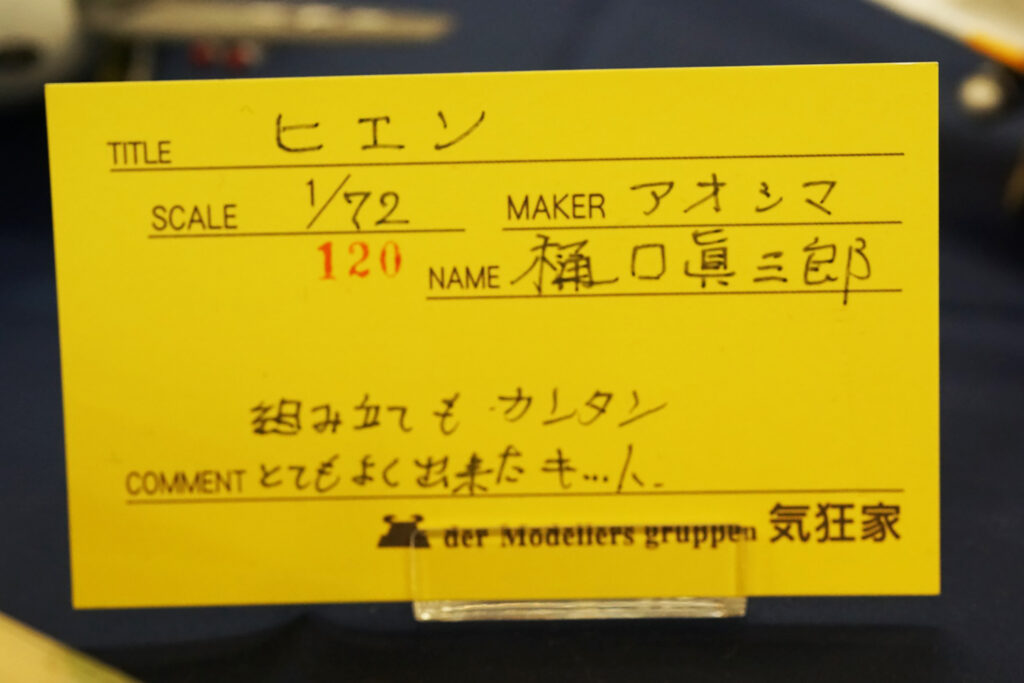 TITLE ヒエン
SCALE 1/72 MAKER アオシマ
120 NAME 樋口眞三郎
組み立ても カンタン
COMMENT とてもよく出来たキット.
der Modellers gruppen 気狂家